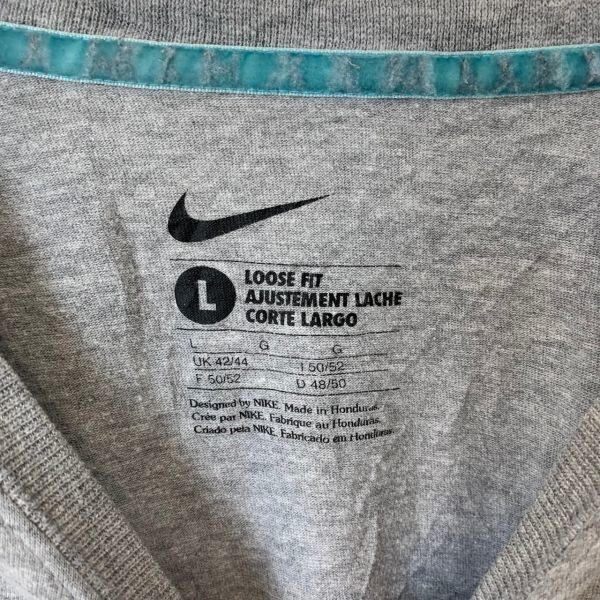 L
LOOSE FIT
AJUSTEMENT LACHE
CORTE LARGO
L G G
UK 42/44 I 50/52
F 50/52 D 48/50
Designed by NIKE. Made in Honduras.
Crée par NIKE. Fabrique au Honduras.
Criado pela NIKE. Fabricado em Honduras.